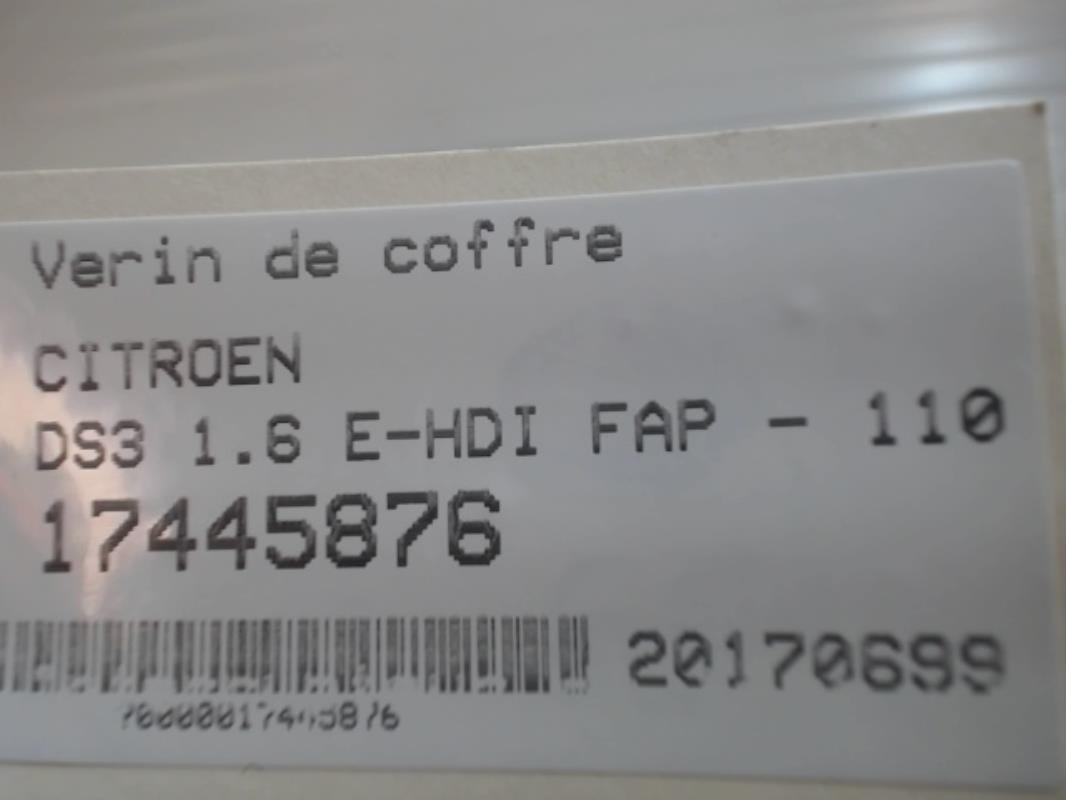 Verin de coffre
CITROEN
DS3 1.6 E-HDI FAP - 110
17445876
20170699